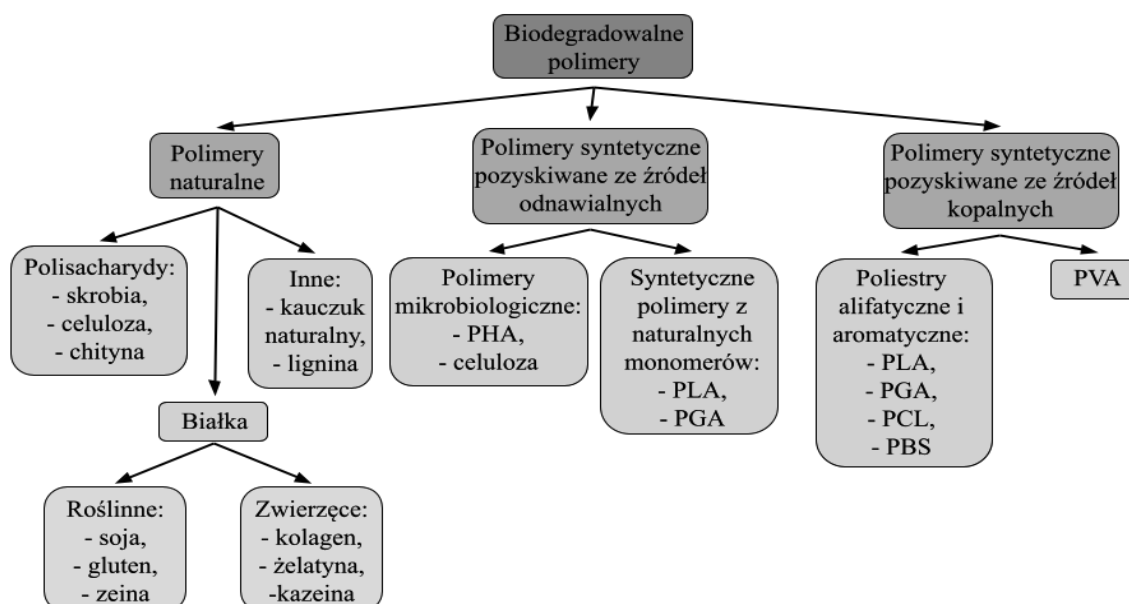 Biodegradowalne
polimery
Polimery
naturalne
Polimery syntetyczne
pozyskiwane ze źródeł
odnawialnych
Polimery syntetyczne
pozyskiwane ze źródeł
kopalnych
Polisacharydy:
- skrobia,
- celuloza,
- chityna
Inne:
- kauczuk
naturalny,
- lignina
Polimery
mikrobiologiczne:
- PHA,
- celuloza
Syntetyczne
polimery z
naturalnych
monomerów:
- PLA,
- PGA
Poliestry
alifatyczne i
aromatyczne:
- PLA,
- PGA,
- PCL,
- PBS
PVA
Białka
Roślinne:
- soja,
- gluten,
- zeina
Zwierzęce:
- kolagen,
- żelatyna,
-kazeina